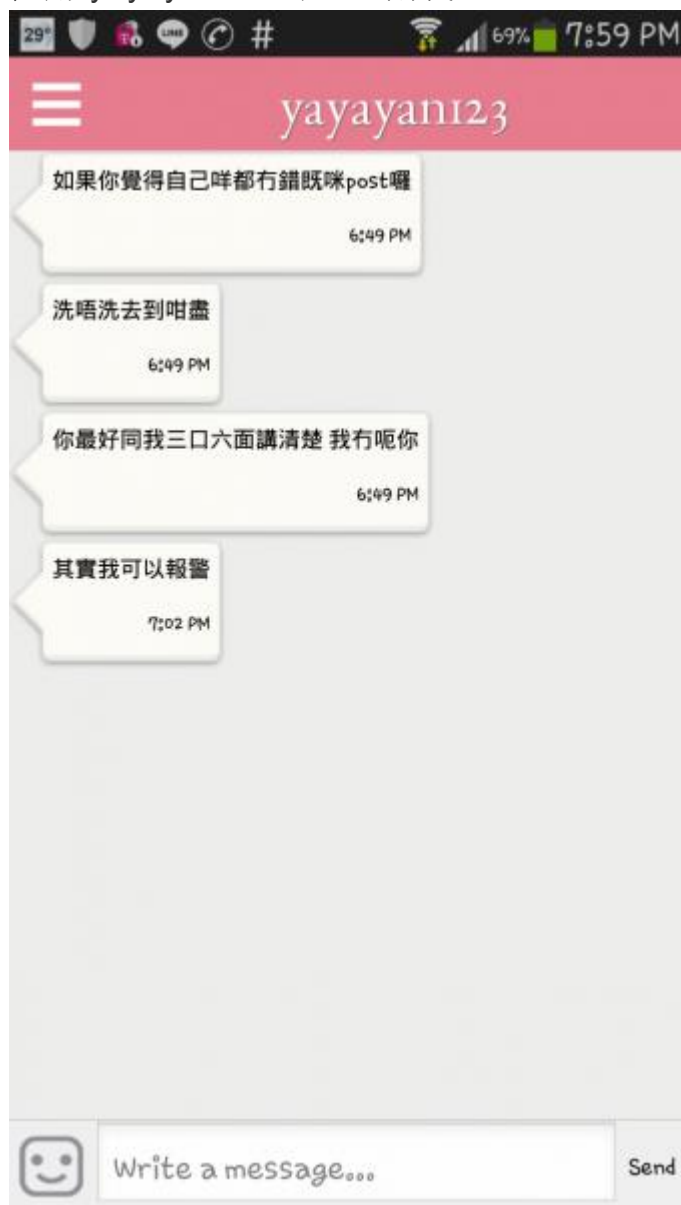 29° LINE # 69% 7:59 PM
yayayan123
如果你覺得自己咩都冇錯既咪post囉
6:49 PM
洗唔洗去到咁盡
6:49 PM
你最好同我三口六面講清楚 我冇呃你
6:49 PM
其實我可以報警
7:02 PM
Write a message...
Send